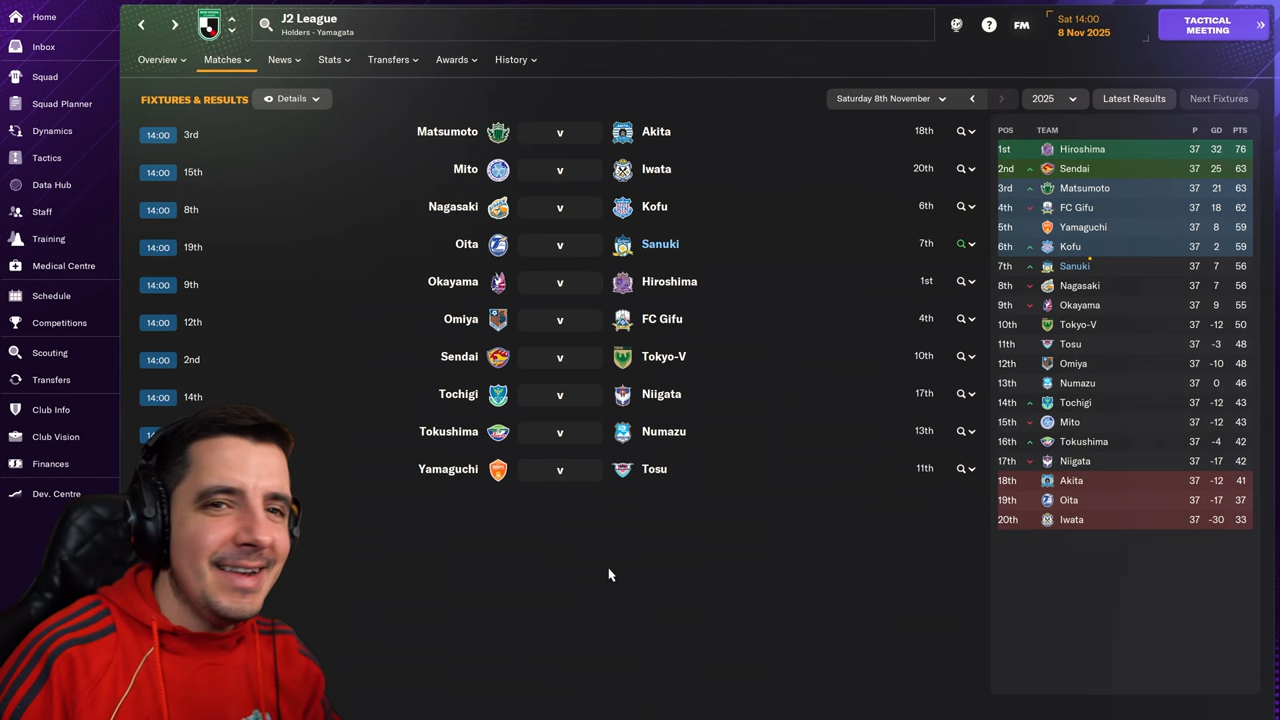 Home
Inbox
Squad
Squad Planner
Dynamics
Tactics
Data Hub
Staff
Training
Medical Centre
Schedule
Competitions
Scouting
Transfers
Club Info
Club Vision
Finances
Dev. Centre
J2 League
Holders - Yamagata
FM
Sat 14:00
8 Nov 2025
TACTICAL MEETING
Overview Matches News Stats Transfers Awards History
FIXTURES & RESULTS Details Saturday 8th November 2025 Latest Results Next Fixtures
14:00 3rd Matsumoto v Akita 18th
14:00 15th Mito v Iwata 20th
14:00 8th Nagasaki v Kofu 6th
14:00 19th Oita v Sanuki 7th
14:00 9th Okayama v Hiroshima 1st
14:00 12th Omiya v FC Gifu 4th
14:00 2nd Sendai v Tokyo-V 10th
14:00 14th Tochigi v Niigata 17th
Tokushima v Numazu 13th
Yamaguchi v Tosu 11th
POS TEAM P GD PTS
1st Hiroshima 37 32 76
2nd Sendai 37 25 63
3rd Matsumoto 37 21 63
4th FC Gifu 37 18 62
5th Yamaguchi 37 8 59
6th Kofu 37 2 59
7th Sanuki 37 7 56
8th Nagasaki 37 7 56
9th Okayama 37 9 55
10th Tokyo-V 37 -12 50
11th Tosu 37 -3 48
12th Omiya 37 -10 48
13th Numazu 37 0 46
14th Tochigi 37 -12 43
15th Mito 37 -12 43
16th Tokushima 37 -4 42
17th Niigata 37 -17 42
18th Akita 37 -12 41
19th Oita 37 -17 37
20th Iwata 37 -30 33